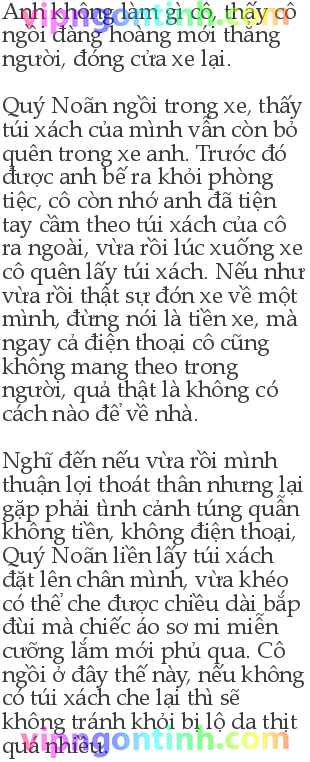 Anh không làm gì cô, thấy cô
ngồi đàng hoàng mới thẳng
người, đóng cửa xe lại.
Quý Noãn ngồi trong xe, thấy
túi xách của mình vẫn còn bỏ
quên trong xe anh. Trước đó
được anh bế ra khỏi phòng
tiệc, cô còn nhớ anh đã tiện
tay cầm theo túi xách của cô
ra ngoài, vừa rồi lúc xuống xe
cô quên lấy túi xách. Nếu như
vừa rồi thật sự đón xe về một
mình, đừng nói là tiền xe, mà
ngay cả điện thoại cô cũng
không mang theo trong
người, quả thật là không có
cách nào để về nhà.
Nghĩ đến nếu vừa rồi mình
thuận lợi thoát thân nhưng lại
gặp phải tình cảnh túng quẫn
không tiền, không điện thoại,
Quý Noãn liền lấy túi xách
đặt lên chân mình, vừa khéo
có thể che được chiều dài bắp
đùi mà chiếc áo sơ mi miễn
cưỡng lắm mới phủ qua. Cô
ngồi ở đây thế này, nếu không
có túi xách che lại thì sẽ
không tránh khỏi bị lộ da thịt
quá nhiều.
vipngontinh.com
vipngontinh.com